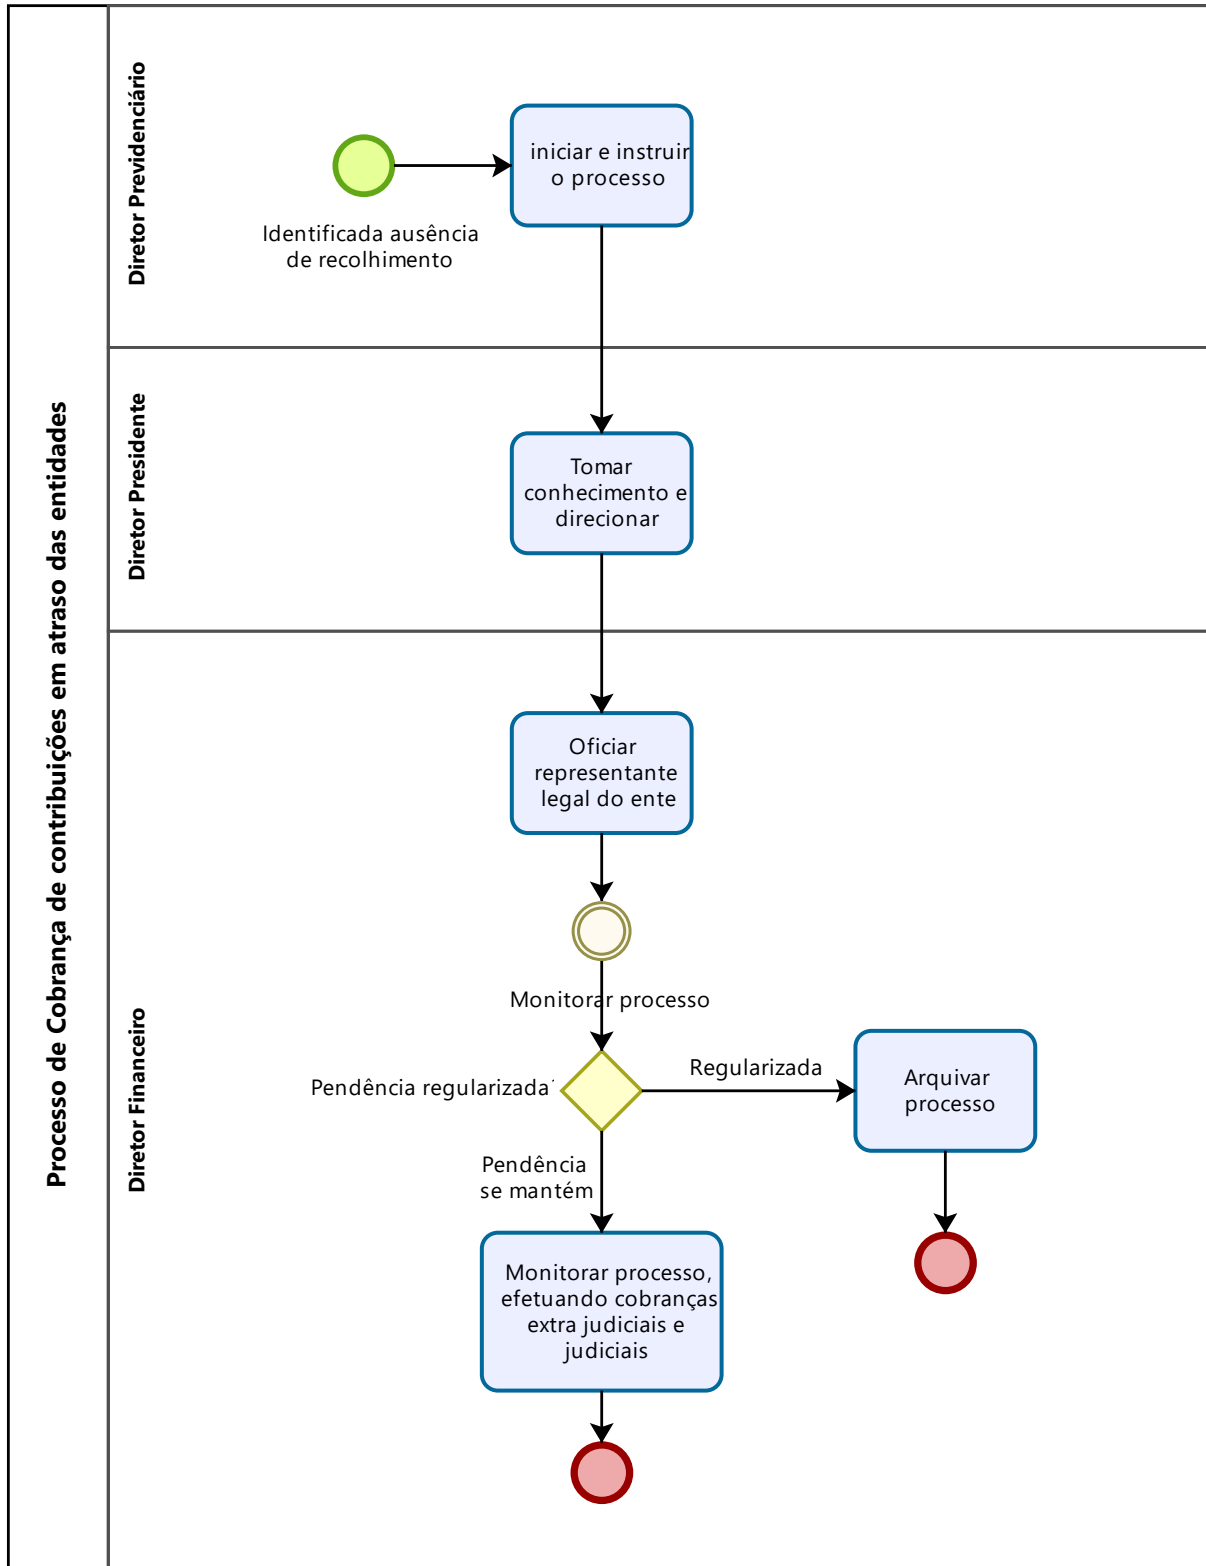 Processo de Cobrança de contribuições em atraso das entidades
Diretor Previdenciário
Identificada ausência
de recolhimento
iniciar e instruir
o processo
Diretor Presidente
Tomar
conhecimento e
direcionar
Diretor Financeiro
Oficiar
representante
legal do ente
Monitorar processo
Pendência regularizada
Regularizada
Arquivar
processo
Pendência
se mantém
Monitorar processo,
efetuando cobranças
extra judiciais e
judiciais